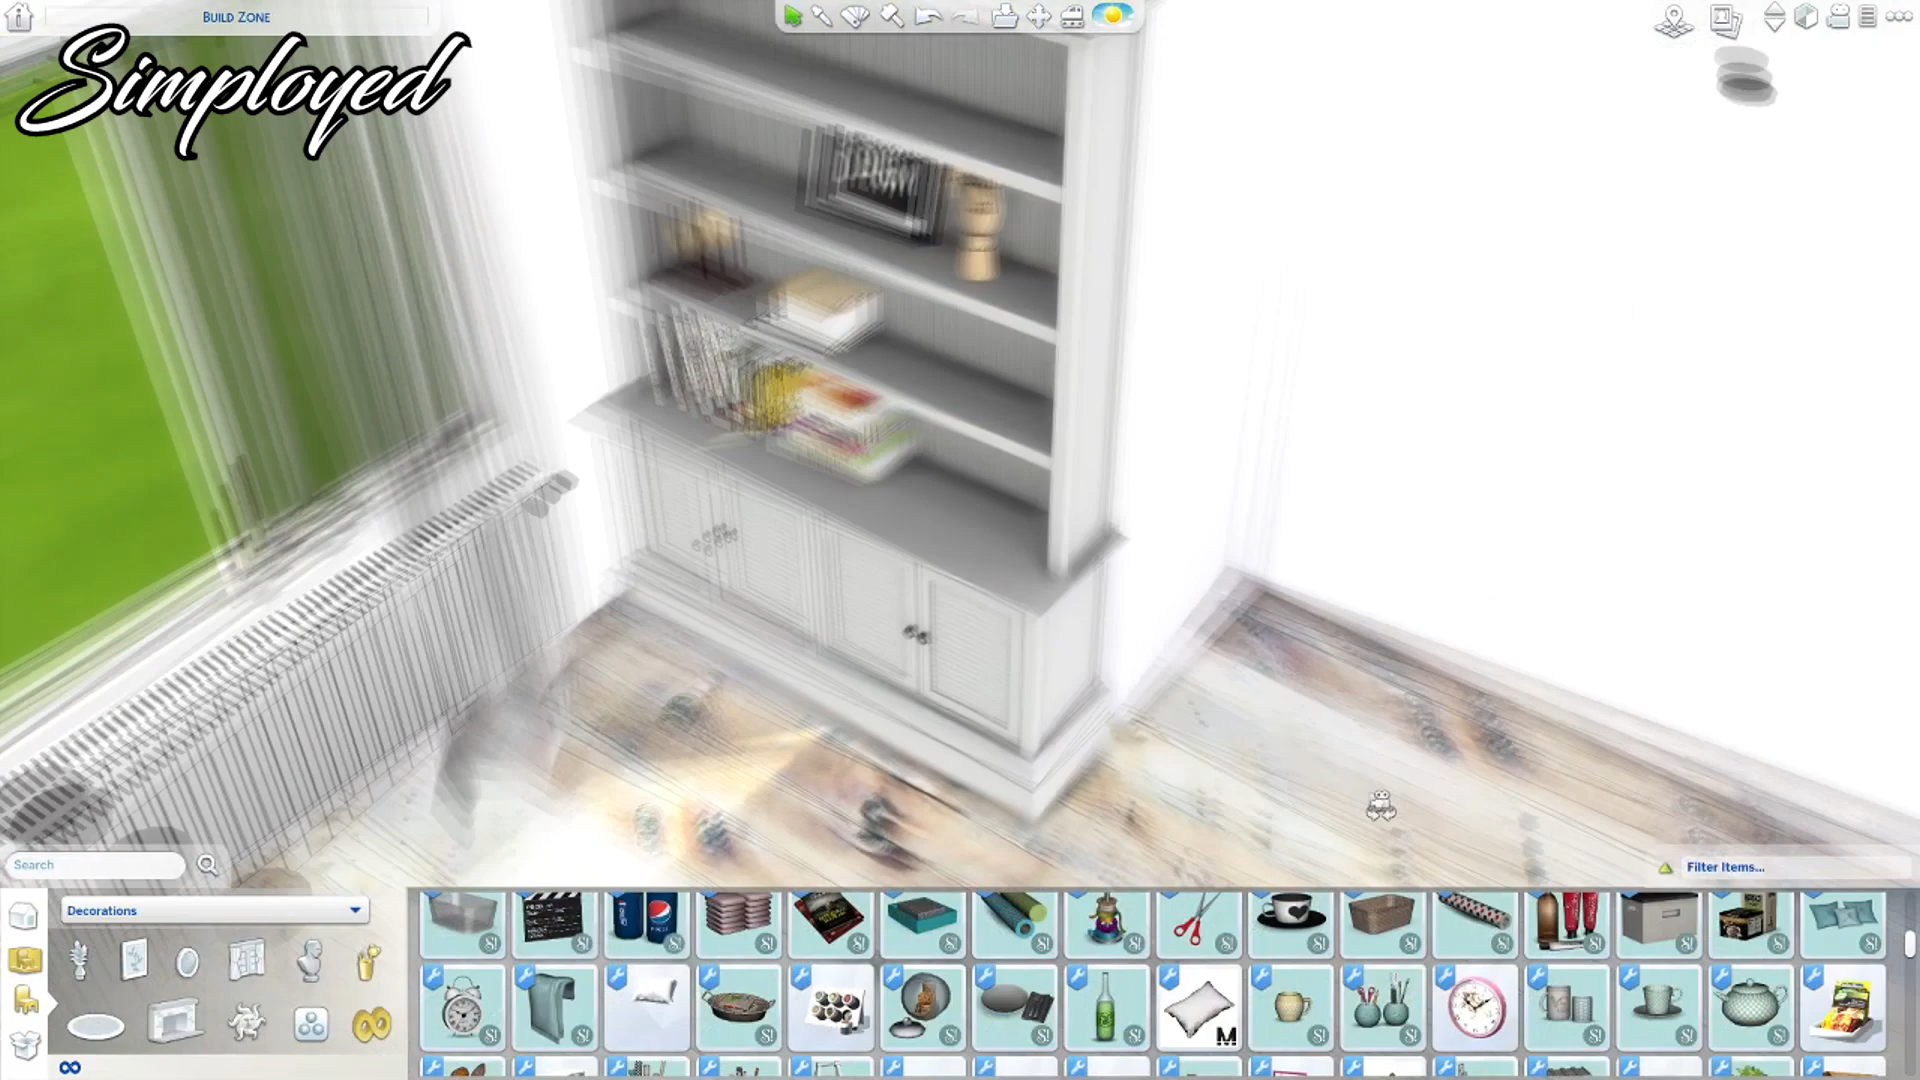 BUILD ZONE
Simployed
Search
Filter Items...
Decorations
M